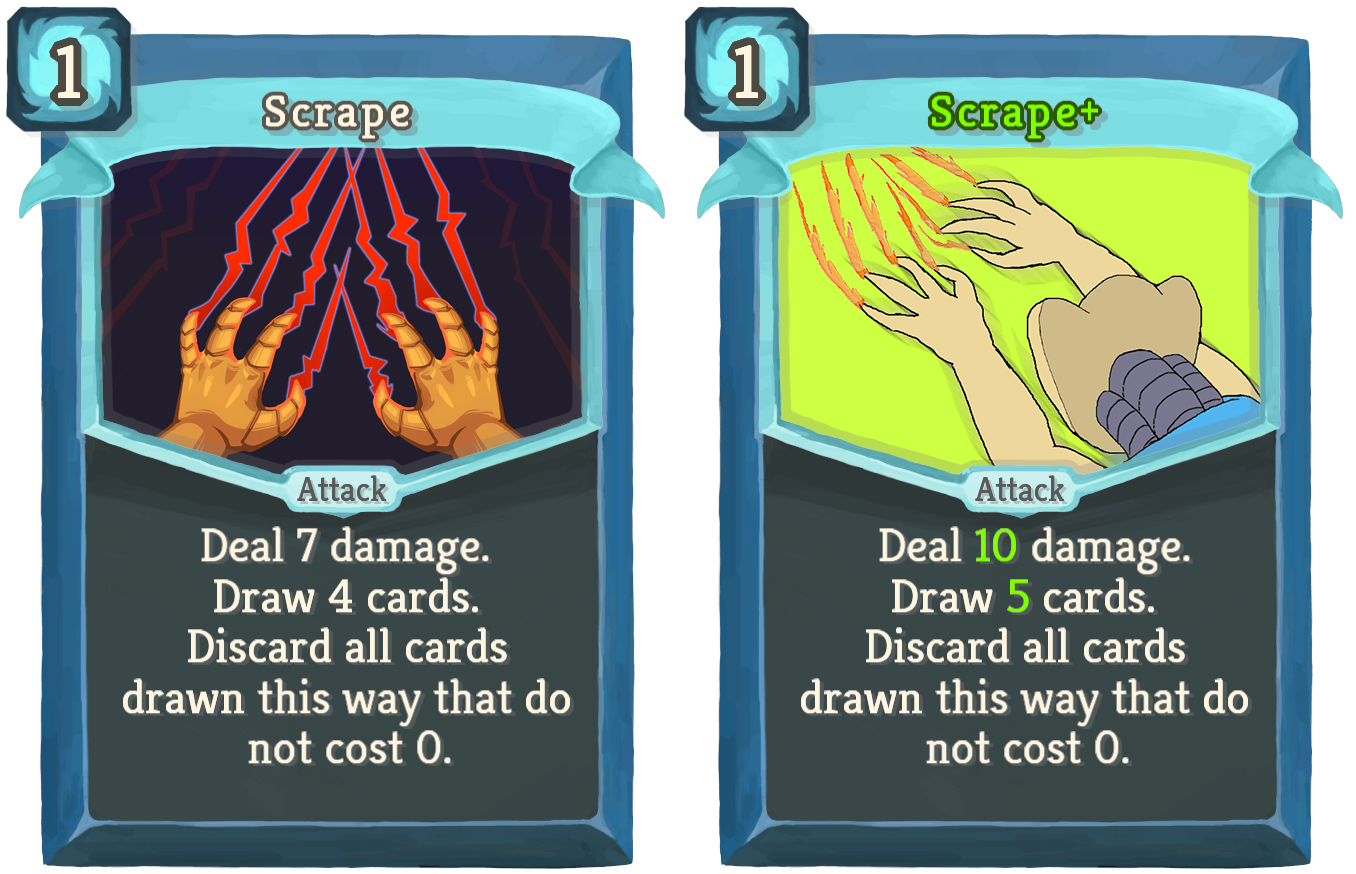 1
Scrape
Attack
Deal 7 damage.
Draw 4 cards.
Discard all cards
drawn this way that do
not cost 0.
1
Scrape+
Attack
Deal 10 damage.
Draw 5 cards.
Discard all cards
drawn this way that do
not cost 0.